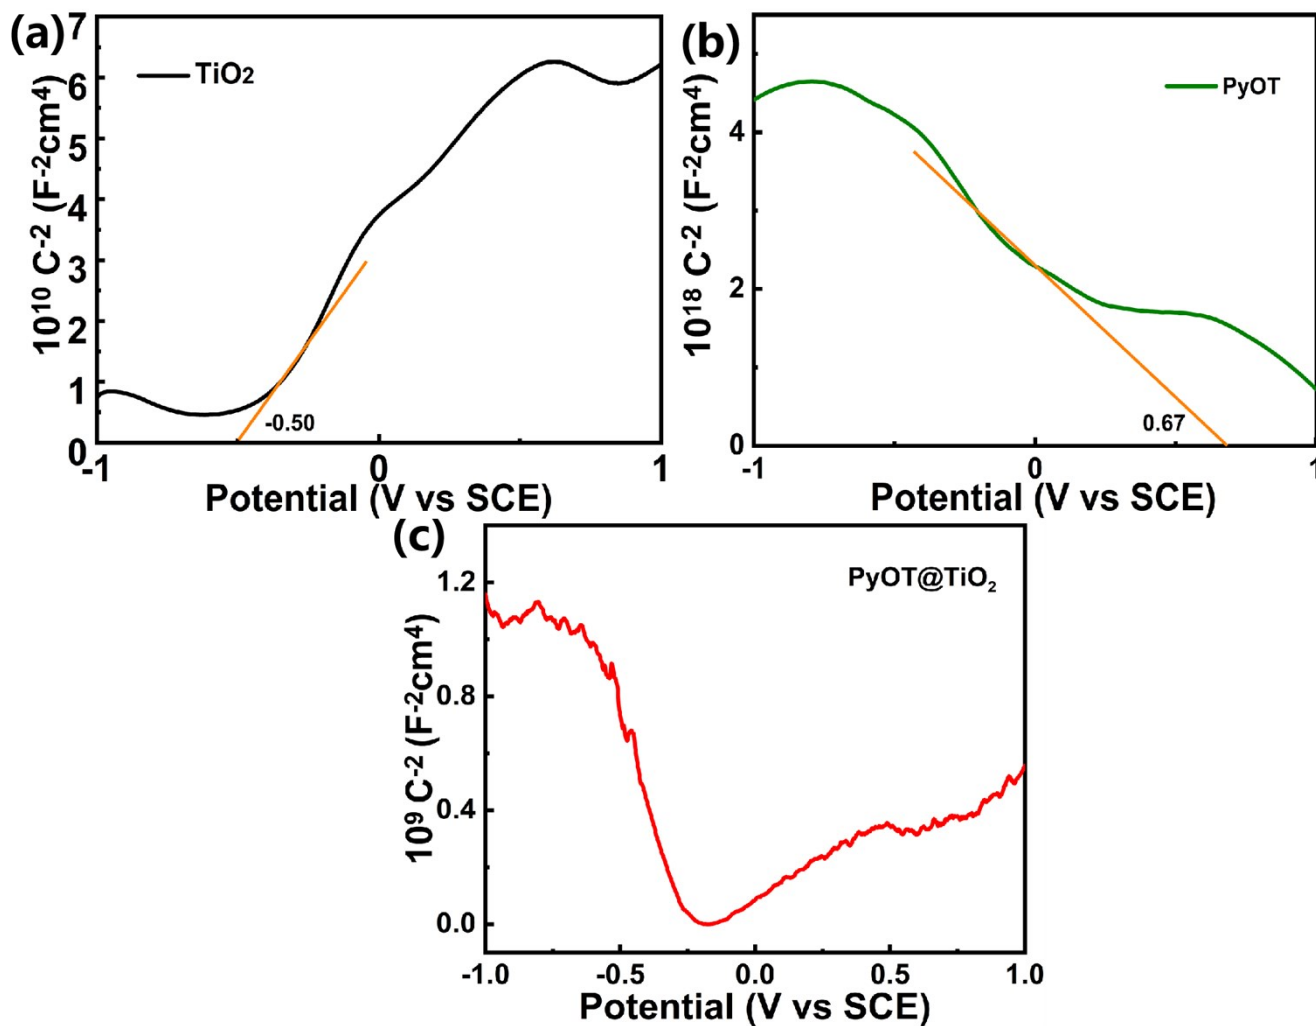 (a)
7
6
5
4
3
2
1
0
TiO2
-0.50
10¹⁰ C⁻² (F⁻²cm⁴)
-1 0 1
Potential (V vs SCE)
(b)
4
2
0
PyOT
0.67
10¹⁸ C⁻² (F⁻²cm⁴)
-1 0 1
Potential (V vs SCE)
(c)
1.2
0.8
0.4
0.0
PyOT@TiO₂
10⁹ C⁻² (F⁻²cm⁴)
-1.0 -0.5 0.0 0.5 1.0
Potential (V vs SCE)